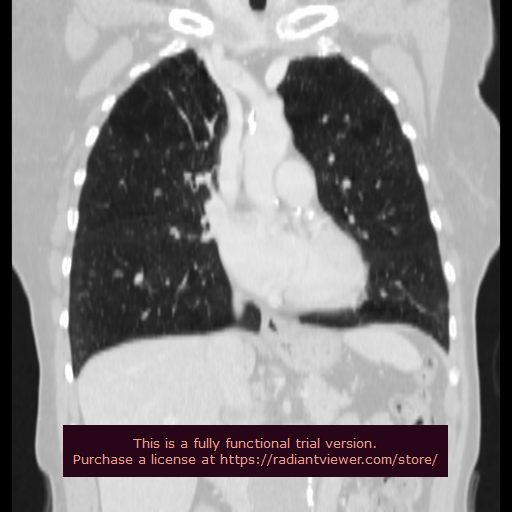 This is a fully functional trial version.
Purchase a license at https://radiantviewer.com/store/